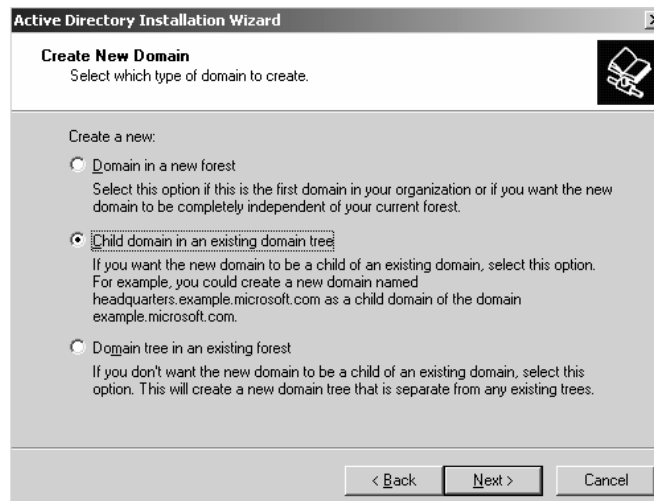 Active Directory Installation Wizard
Create New Domain
Select which type of domain to create.
Create a new:
Domain in a new forest
Select this option if this is the first domain in your organization or if you want the new
domain to be completely independent of your current forest.
Child domain in an existing domain tree
If you want the new domain to be a child of an existing domain, select this option.
For example, you could create a new domain named
headquarters.example.microsoft.com as a child domain of the domain
example.microsoft.com.
Domain tree in an existing forest
If you don't want the new domain to be a child of an existing domain, select this
option. This will create a new domain tree that is separate from any existing trees.
< Back Next > Cancel